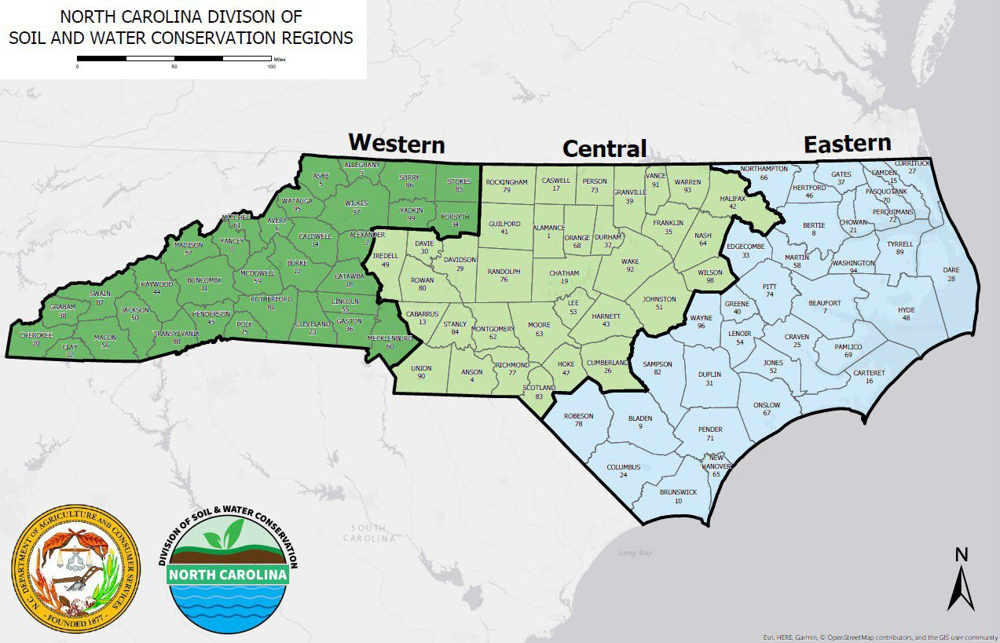 NORTH CAROLINA DIVISON OF
SOIL AND WATER CONSERVATION REGIONS
Miles
0 50 100
Western
Central
Eastern
ALLEGHANY
3
ASHE
5
SURRY
86
STOKES
85
WATAUGA
95
WILKES
97
YADKIN
99
FORSYTH
34
MITCHELL
61
AVERY
6
CALDWELL
14
ALEXANDER
2
MADISON
57
YANCEY
0
BURKE
12
MCDOWELL
59
CATAWBA
18
BUNCOMBE
11
HAYWOOD
44
SWAIN
87
RUTHERFORD
81
LINCOLN
55
GRAHAM
38
JACKSON
50
HENDERSON
45
POLK
75
CLEVELAND
23
GASTON
36
CHEROKEE
20
CLAY
22
MACON
56
TRANSYLVANIA
88
MECKLENBURG
60
ROCKINGHAM
79
CASWELL
17
PERSON
73
GRANVILLE
39
VANCE
91
WARREN
93
HALIFAX
42
GUILFORD
41
ALAMANCE
1
ORANGE
68
DURHAM
32
FRANKLIN
35
NASH
64
IREDELL
49
DAVIE
30
DAVIDSON
29
RANDOLPH
76
CHATHAM
19
WAKE
92
WILSON
98
ROWAN
80
CABARRUS
13
STANLY
84
MONTGOMERY
62
MOORE
63
LEE
53
HARNETT
43
JOHNSTON
51
UNION
90
ANSON
4
RICHMOND
77
SCOTLAND
83
HOKE
47
CUMBERLAND
26
NORTHAMPTON
66
GATES
37
CURRITUCK
27
CAMDEN
15
HERTFORD
46
PASQUOTANK
70
PERQUIMANS
72
CHOWAN
21
BERTIE
8
EDGECOMBE
33
MARTIN
58
WASHINGTON
94
TYRRELL
89
DARE
28
PITT
74
GREENE
40
BEAUFORT
7
HYDE
48
WAYNE
96
LENOIR
54
CRAVEN
25
PAMLICO
69
SAMPSON
82
DUPLIN
31
JONES
52
CARTERET
16
ONSLOW
67
ROBESON
78
BLADEN
9
PENDER
71
NEW
HANOVER
65
COLUMBUS
24
BRUNSWICK
10
SOUTH
CAROLINA
Long Bay
N.C. DEPARTMENT OF AGRICULTURE AND CONSUMER SERVICES
· FOUNDED 1877 ·
DIVISION OF SOIL & WATER CONSERVATION
NORTH CAROLINA
N
Esri, HERE, Garmin, © OpenStreetMap contributors, and the GIS user community